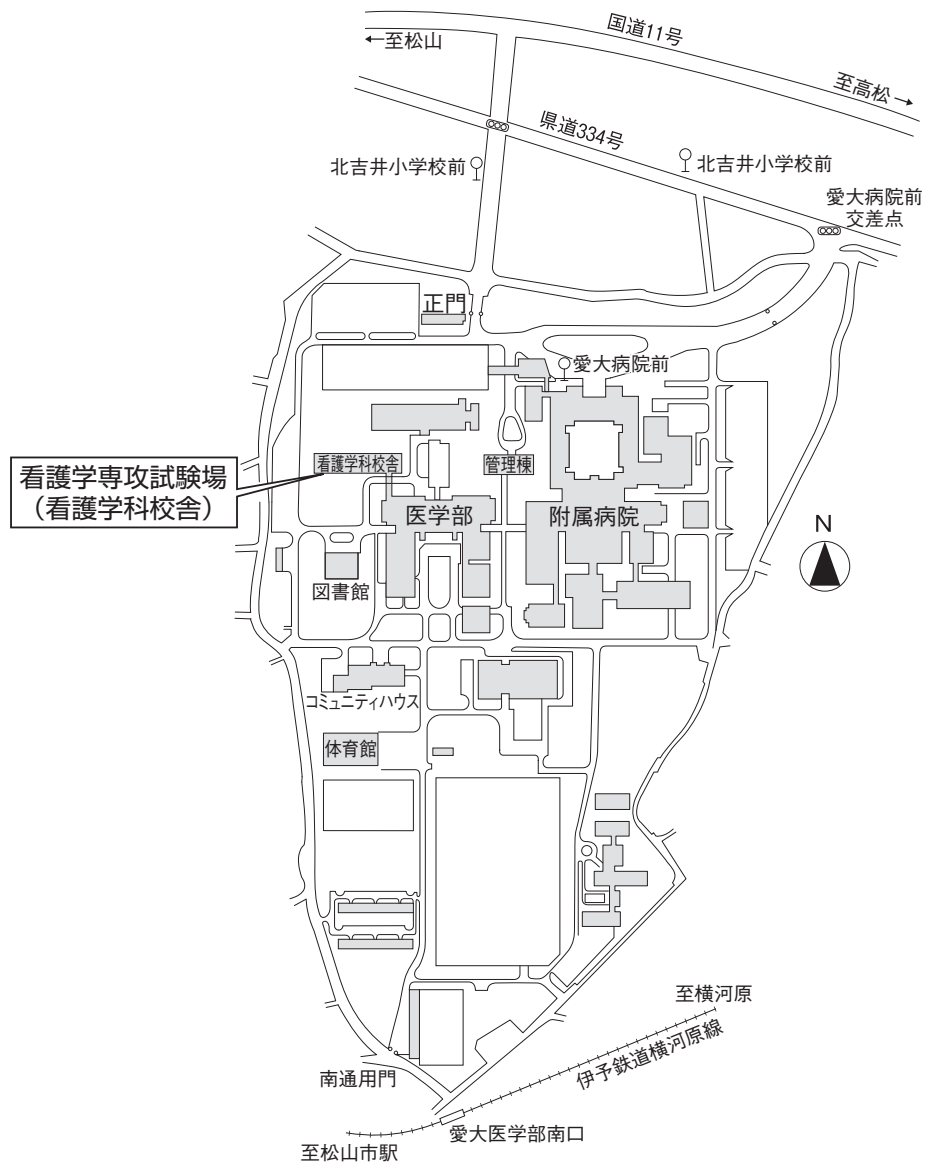 国道11号
←至松山
至高松→
県道334号
北吉井小学校前
北吉井小学校前
愛大病院前
交差点
正門
愛大病院前
看護学専攻試験場
(看護学科校舎)
看護学科校舎
管理棟
医学部
附属病院
N
図書館
コミュニティハウス
体育館
至横河原
伊予鉄道横河原線
南通用門
愛大医学部南口
至松山市駅